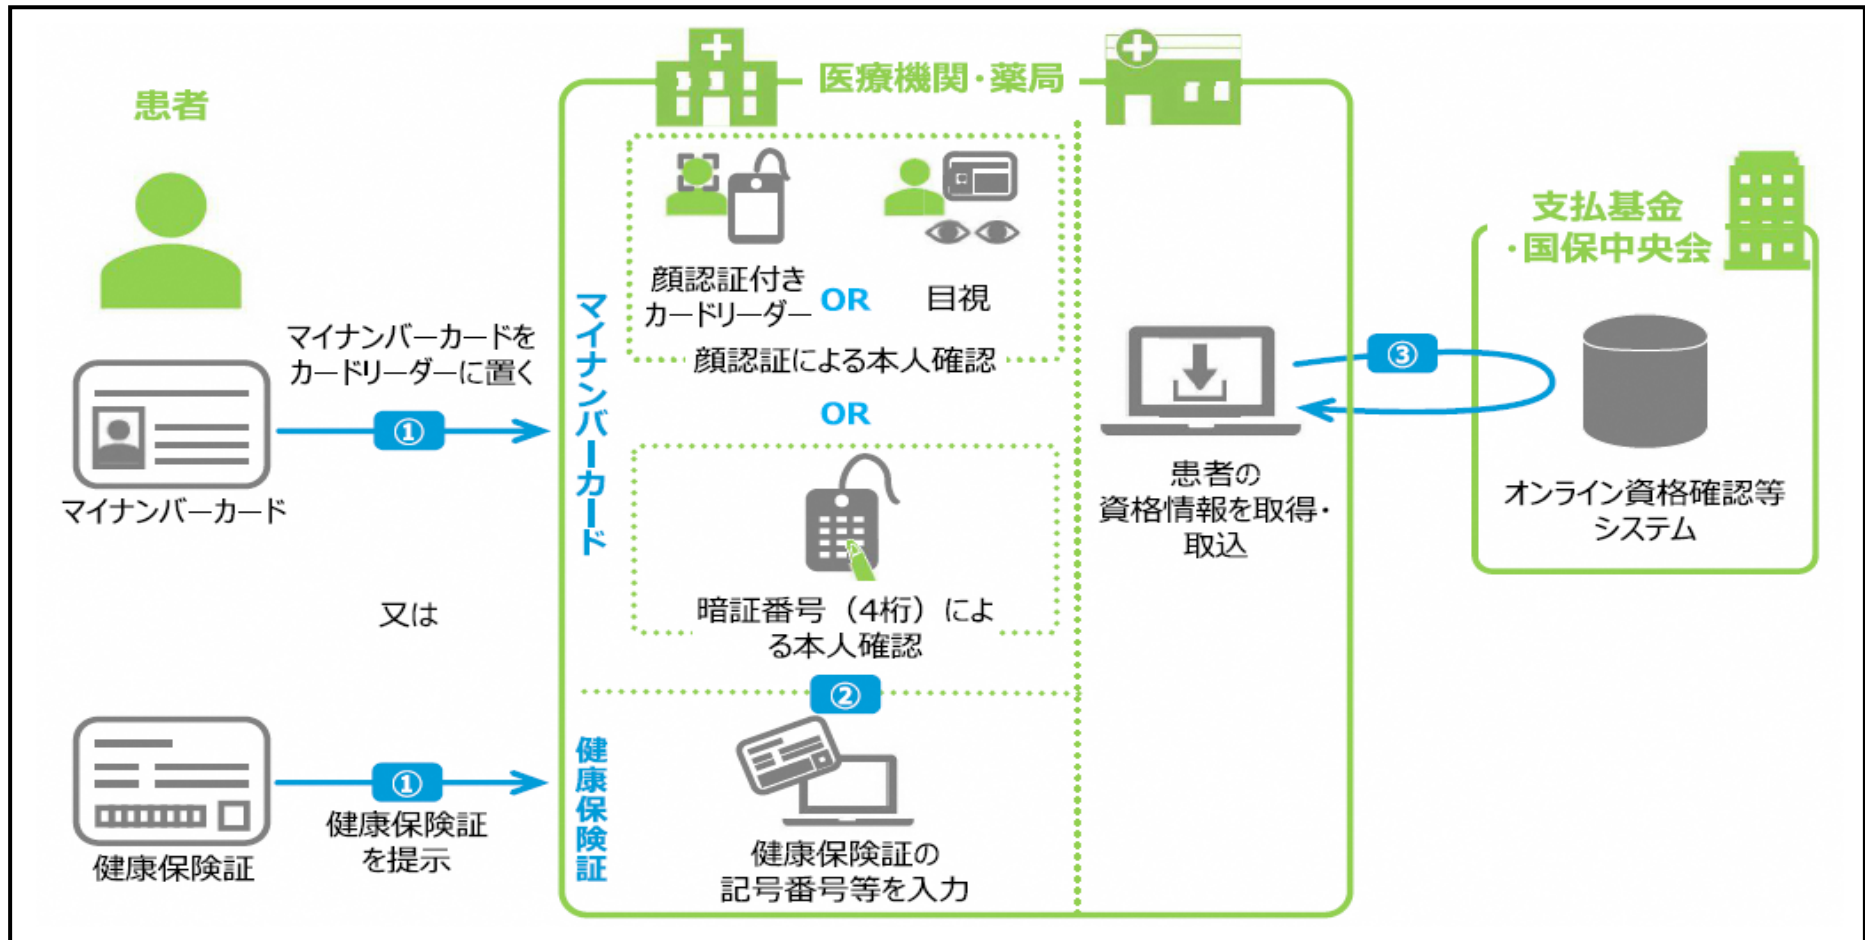 患者
マイナンバーカードを
カードリーダーに置く
①
マイナンバーカード
又は
①
健康保険証
を提示
健康保険証
医療機関・薬局
マイナンバーカード
顔認証付き
カードリーダー
OR
目視
顔認証による本人確認
OR
暗証番号（4桁）によ
る本人確認
②
健康保険証
健康保険証の
記号番号等を入力
患者の
資格情報を取得・
取込
③
支払基金
・国保中央会
オンライン資格確認等
システム